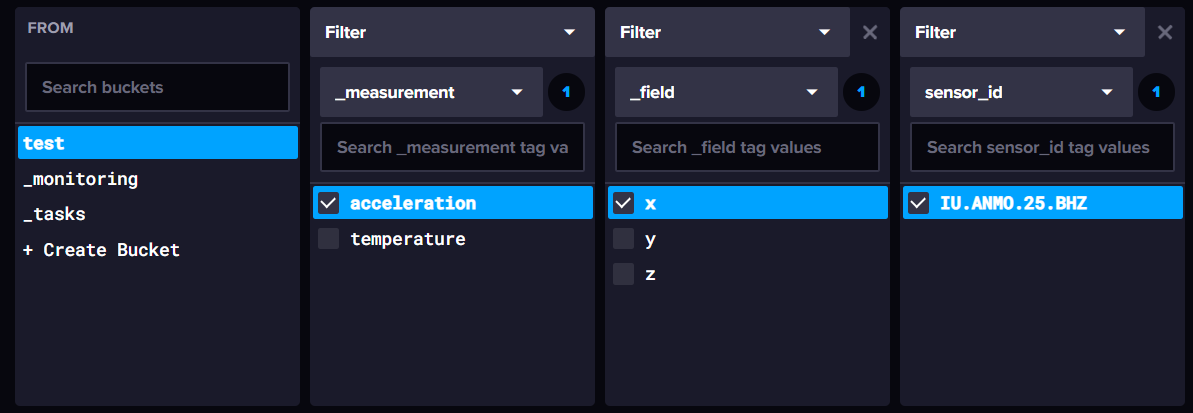 FROM
Search buckets
test
_monitoring
_tasks
+ Create Bucket
Filter
_measurement
1
Search _measurement tag va
acceleration
temperature
Filter
_field
1
Search _field tag values
x
y
z
Filter
sensor_id
1
Search sensor_id tag values
IU.ANMO.25.BHZ